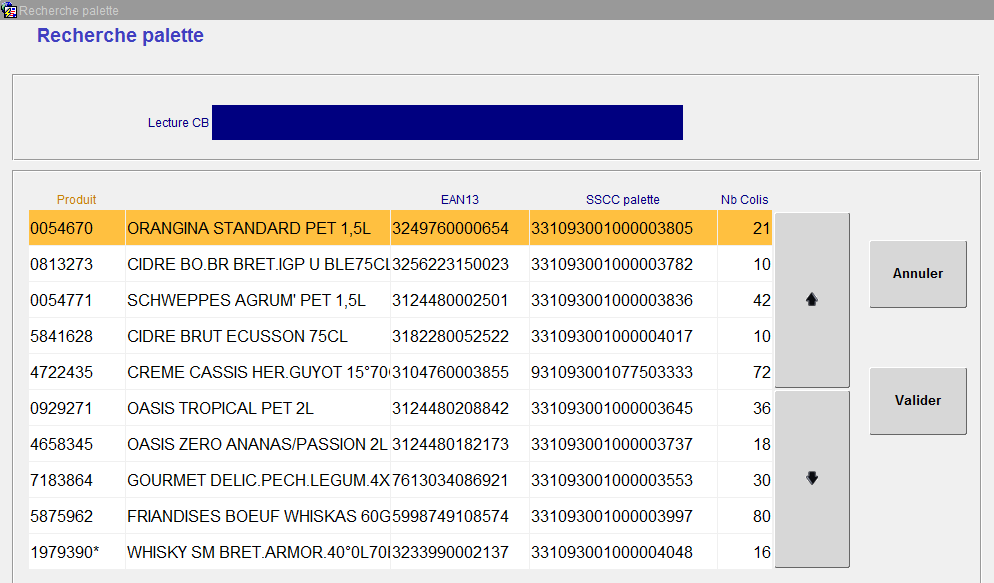 Recherche palette
Recherche palette
Lecture CB
Produit EAN13 SSCC palette Nb Colis
0054670 ORANGINA STANDARD PET 1,5L 3249760000654 331093001000003805 21
0813273 CIDRE BO.BR BRET.IGP U BLE75CL 3256223150023 331093001000003782 10
0054771 SCHWEPPES AGRUM' PET 1,5L 3124480002501 331093001000003836 42
5841628 CIDRE BRUT ECUSSON 75CL 3182280052522 331093001000004017 10
4722435 CREME CASSIS HER.GUYOT 15°70 3104760003855 931093001077503333 72
0929271 OASIS TROPICAL PET 2L 3124480208842 331093001000003645 36
4658345 OASIS ZERO ANANAS/PASSION 2L 3124480182173 331093001000003737 18
7183864 GOURMET DELIC.PECH.LEGUM.4X 7613034086921 331093001000003553 30
5875962 FRIANDISES BOEUF WHISKAS 60G 5998749108574 331093001000003997 80
1979390* WHISKY SM BRET.ARMOR.40°0L70 3233990002137 331093001000004048 16
Annuler
Valider